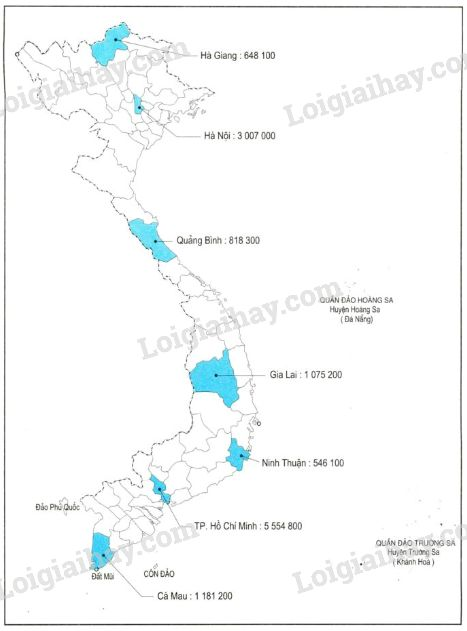 Loigiaihay.com
Loigiaihay.com
Hà Giang : 648 100
Hà Nội : 3 007 000
Quảng Bình : 818 300
QUẦN ĐẢO HOÀNG SA
Huyện Hoàng Sa
( Đà Nẵng)
Loigiaihay.com
Gia Lai : 1 075 200
Ninh Thuận : 546 100
Đảo Phú Quốc
TP. Hồ Chí Minh : 5 554 800
QUẦN ĐẢO TRƯỜNG SA
Huyện Trường Sa
( Khánh Hoà )
Loigiaihay.com
Loigiaihay.com
Đất Mũi
CÔN ĐẢO
Cà Mau : 1 181 200